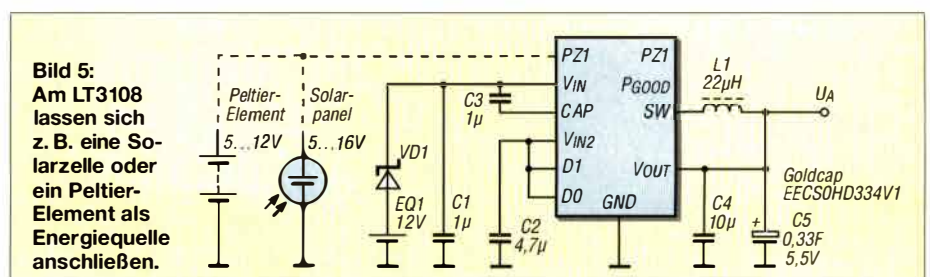 Bild 5:
Am LT3108
lassen sich
z. B. eine So-
larzelle oder
ein Peltier-
Element als
Energiequelle
anschließen.
Peltier-
Element
5...12V
Solar-
panel
5...16V
VD1
EQ1
12V
C1
1µ
C3
1µ
C2
4,7µ
PZ1
PZ1
VIN
PGOOD
CAP
SW
VIN2
D1
VOUT
D0
GND
L1
22µH
UA
C4
10µ
Goldcap
EECS0HD334V1
+
C5
0,33F
5,5V